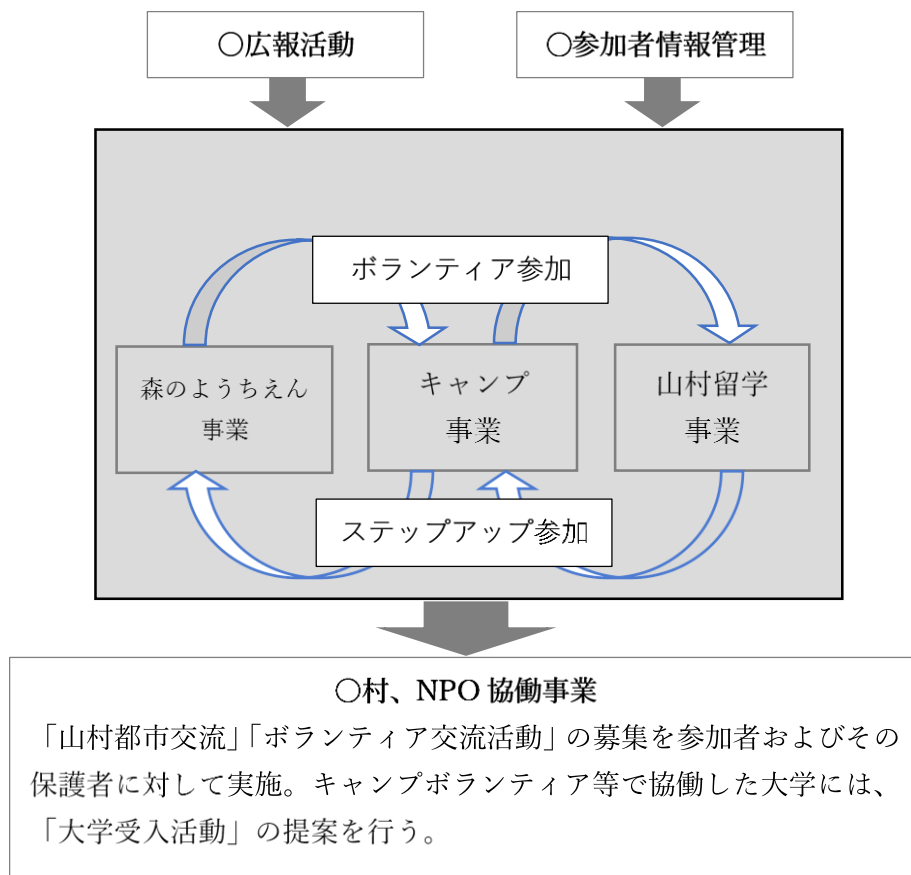 〇広報活動
〇参加者情報管理
ボランティア参加
森のようちえん
事業
キャンプ
事業
山村留学
事業
ステップアップ参加
〇村、NPO 協働事業
「山村都市交流」「ボランティア交流活動」の募集を参加者およびその
保護者に対して実施。キャンプボランティア等で協働した大学には、
「大学受入活動」の提案を行う。